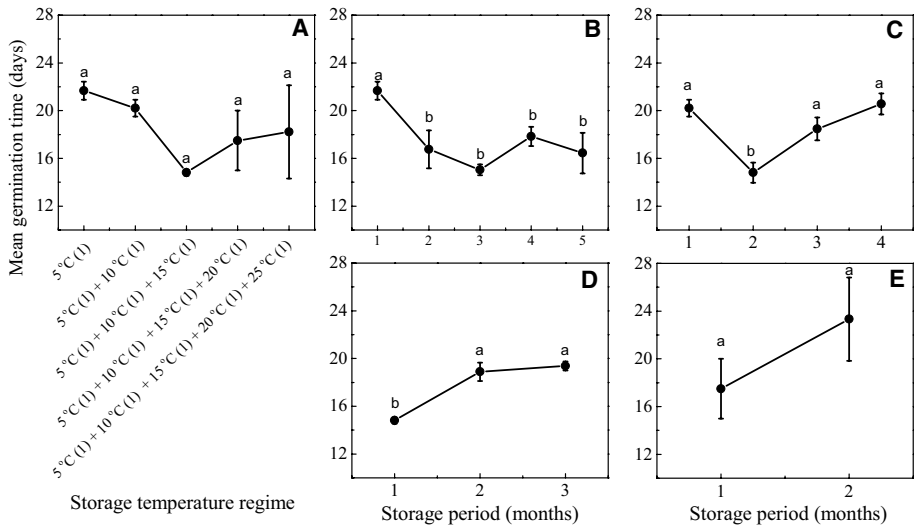 Mean germination time (days)
A
28
24
20
16
12
a
a
a
a
a
5 °C (1)
5 °C (1) + 10 °C (1)
5 °C (1) + 10 °C (1) + 15 °C (1)
5 °C (1) + 10 °C (1) + 15 °C (1) + 20 °C (1)
5 °C (1) + 10 °C (1) + 15 °C (1) + 20 °C (1) + 25 °C (1)
Storage temperature regime
B
28
24
20
16
12
a
b
b
b
b
1 2 3 4 5
C
28
24
20
16
12
a
b
a
a
1 2 3 4
D
28
24
20
16
12
b
a
a
1 2 3
Storage period (months)
E
28
24
20
16
12
a
a
1 2
Storage period (months)